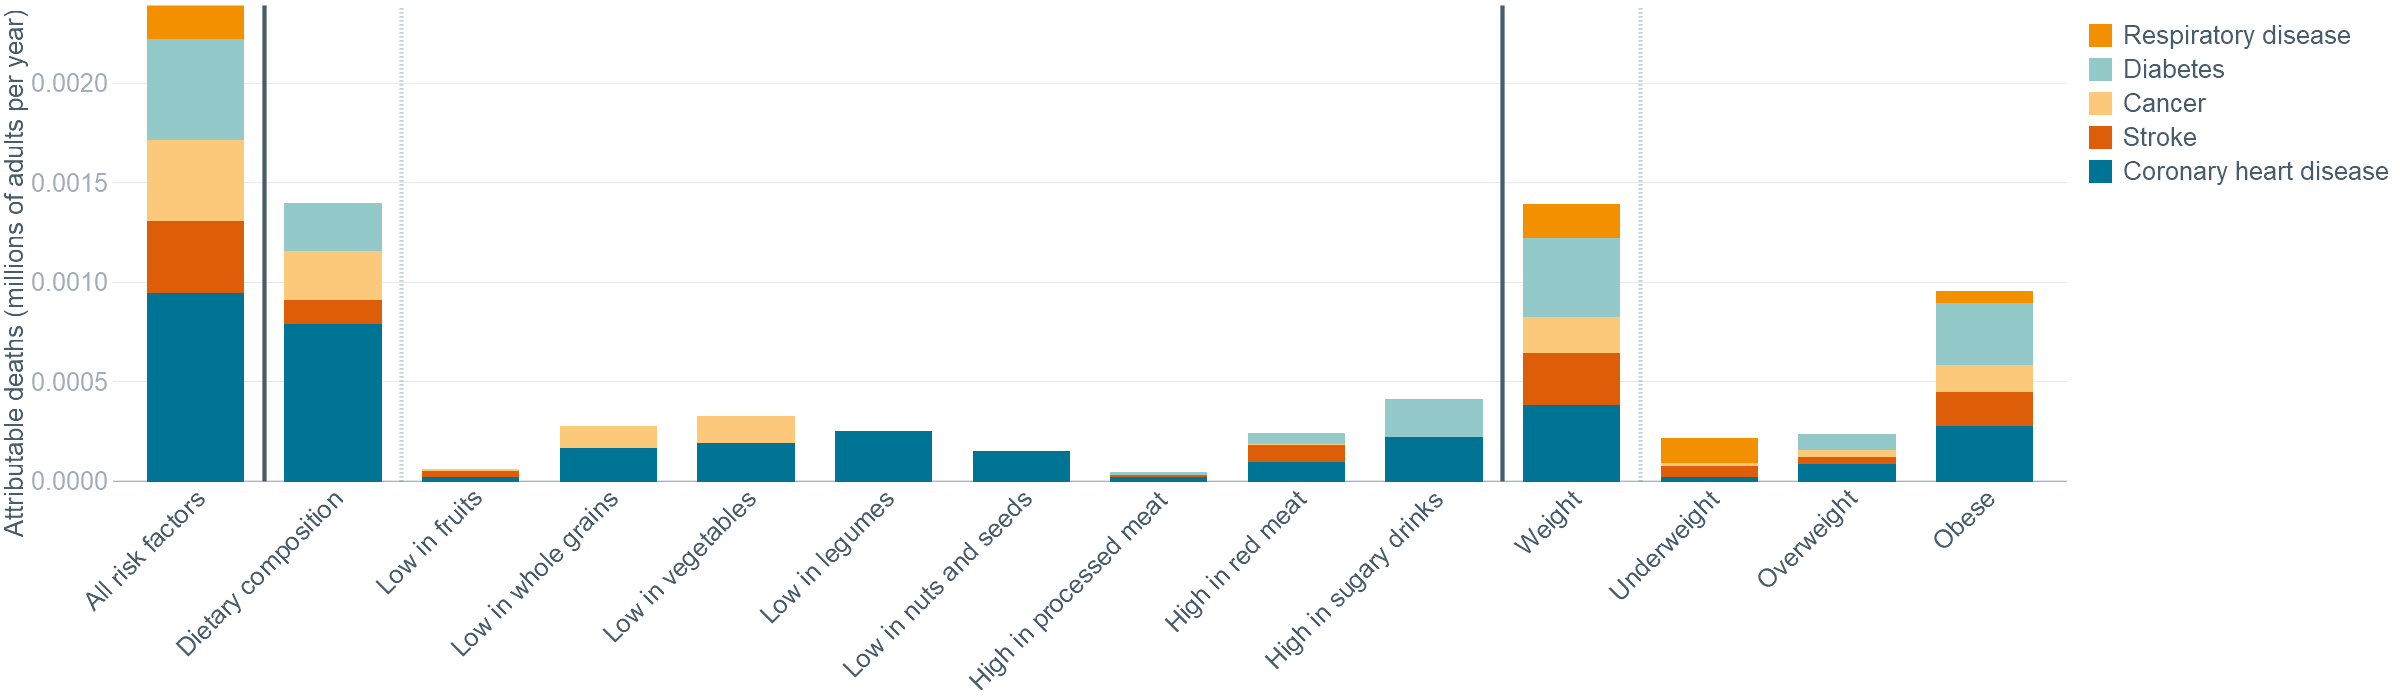 Attributable deaths (millions of adults per year)
0.0020
0.0015
0.0010
0.0005
0.0000
All risk factors
Dietary composition
Low in fruits
Low in whole grains
Low in vegetables
Low in legumes
Low in nuts and seeds
High in processed meat
High in red meat
High in sugary drinks
Weight
Underweight
Overweight
Obese
Respiratory disease
Diabetes
Cancer
Stroke
Coronary heart disease